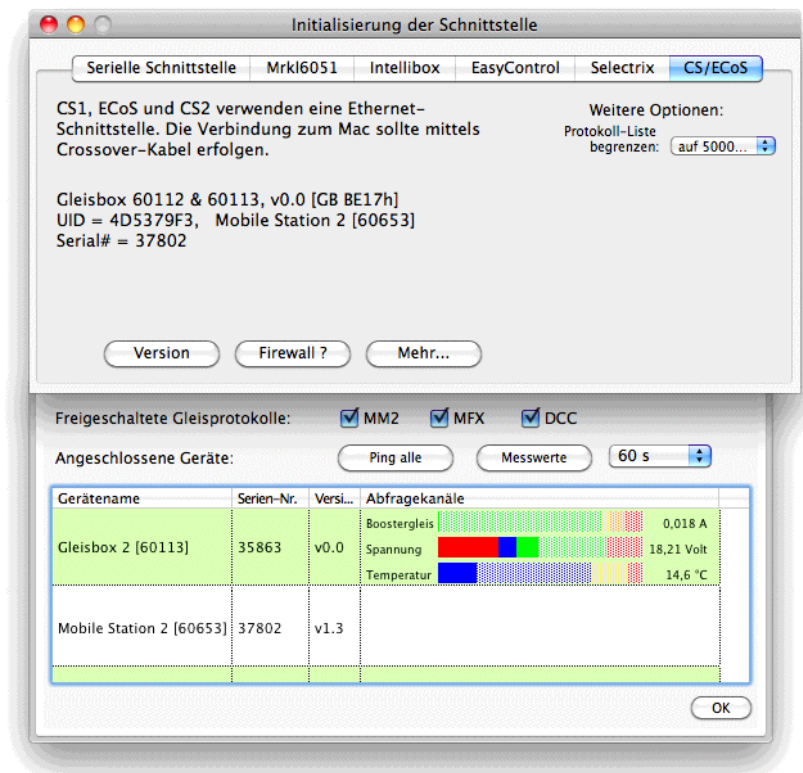 Initialisierung der Schnittstelle
Serielle Schnittstelle Mrkl6051 Intellibox EasyControl Selectrix CS/ECoS
CS1, ECoS und CS2 verwenden eine Ethernet-
Schnittstelle. Die Verbindung zum Mac sollte mittels
Crossover-Kabel erfolgen.
Weitere Optionen:
Protokoll-Liste
begrenzen: auf 5000...
Gleisbox 60112 & 60113, v0.0 [GB BE17h]
UID = 4D5379F3, Mobile Station 2 [60653]
Serial# = 37802
Version Firewall ? Mehr...
Freigeschaltete Gleisprotokolle: MM2 MFX DCC
Angeschlossene Geräte: Ping alle Messwerte 60 s
Gerätename Serien-Nr. Versi... Abfragekanäle
Gleisbox 2 [60113] 35863 v0.0
Boostergleis 0,018 A
Spannung 18,21 Volt
Temperatur 14,6 °C
Mobile Station 2 [60653] 37802 v1.3
OK